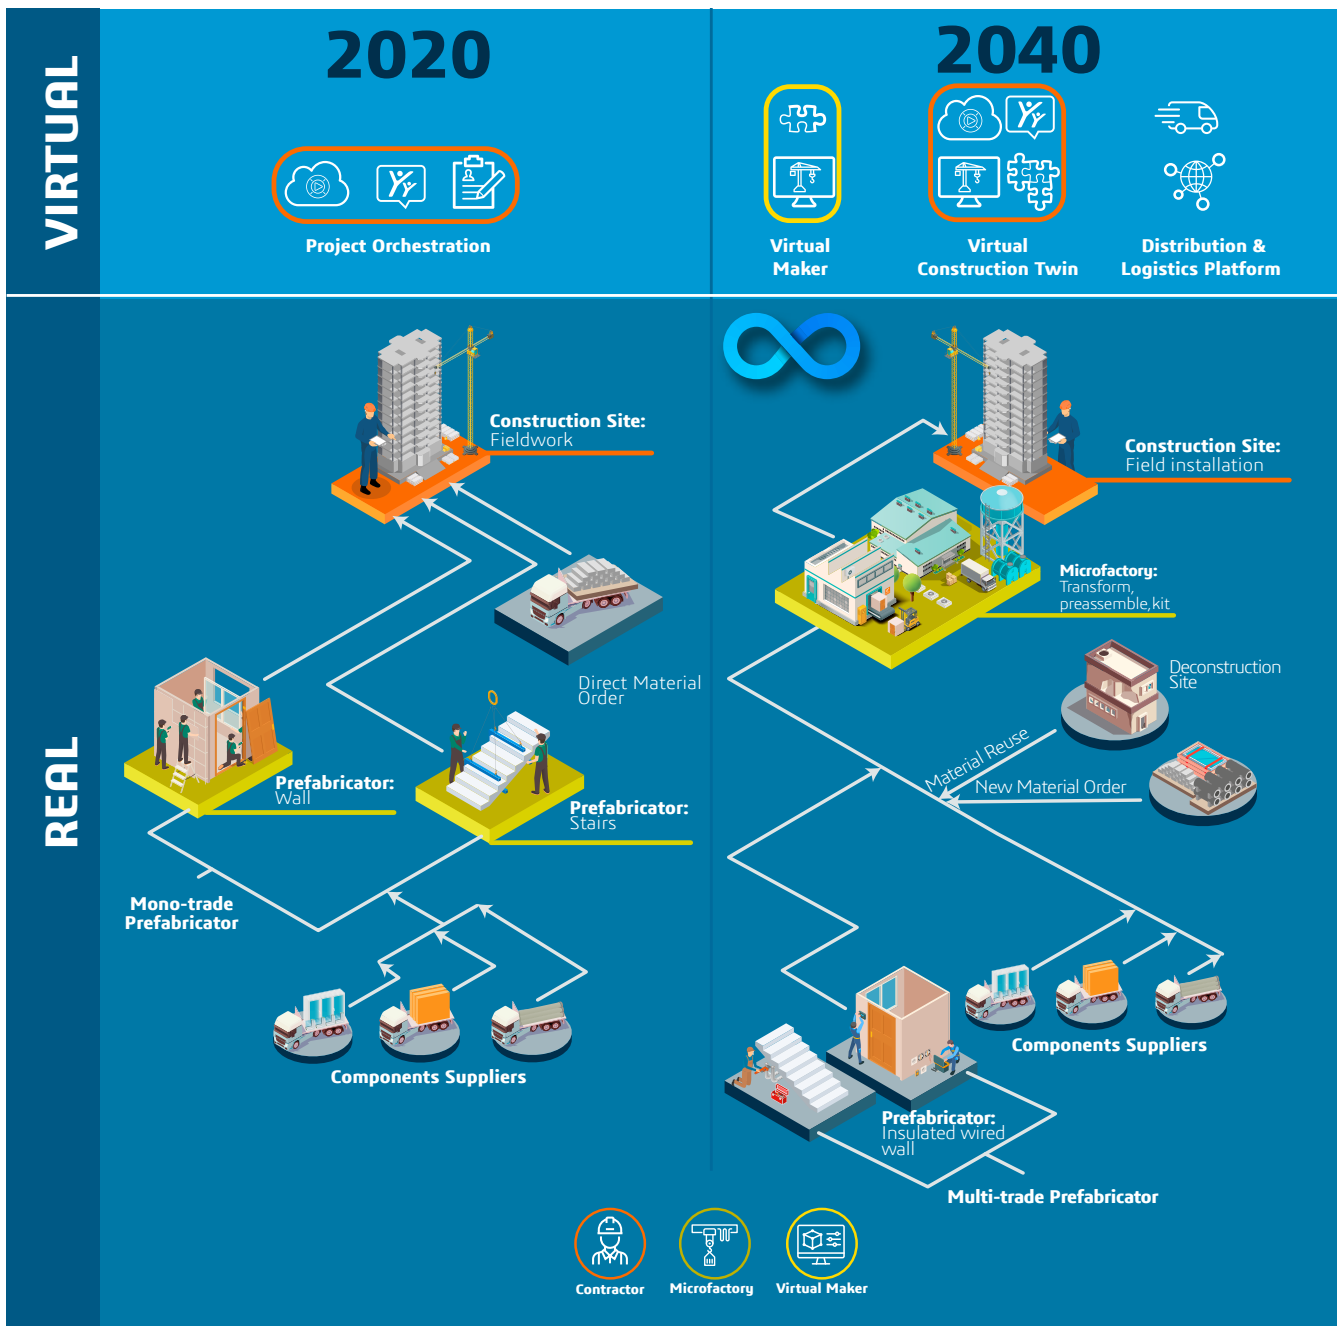 VIRTUAL
2020
Project Orchestration
2040
Virtual
Maker
Virtual
Construction Twin
Distribution &
Logistics Platform
REAL
Construction Site:
Fieldwork
Direct Material
Order
Prefabricator:
Wall
Prefabricator:
Stairs
Mono-trade
Prefabricator
Components Suppliers
Construction Site:
Field installation
Microfactory:
Transform,
preassemble,kit
Deconstruction
Site
Material Reuse
New Material Order
Components Suppliers
Prefabricator:
Insulated wired
wall
Multi-trade Prefabricator
Contractor
Microfactory
Virtual Maker